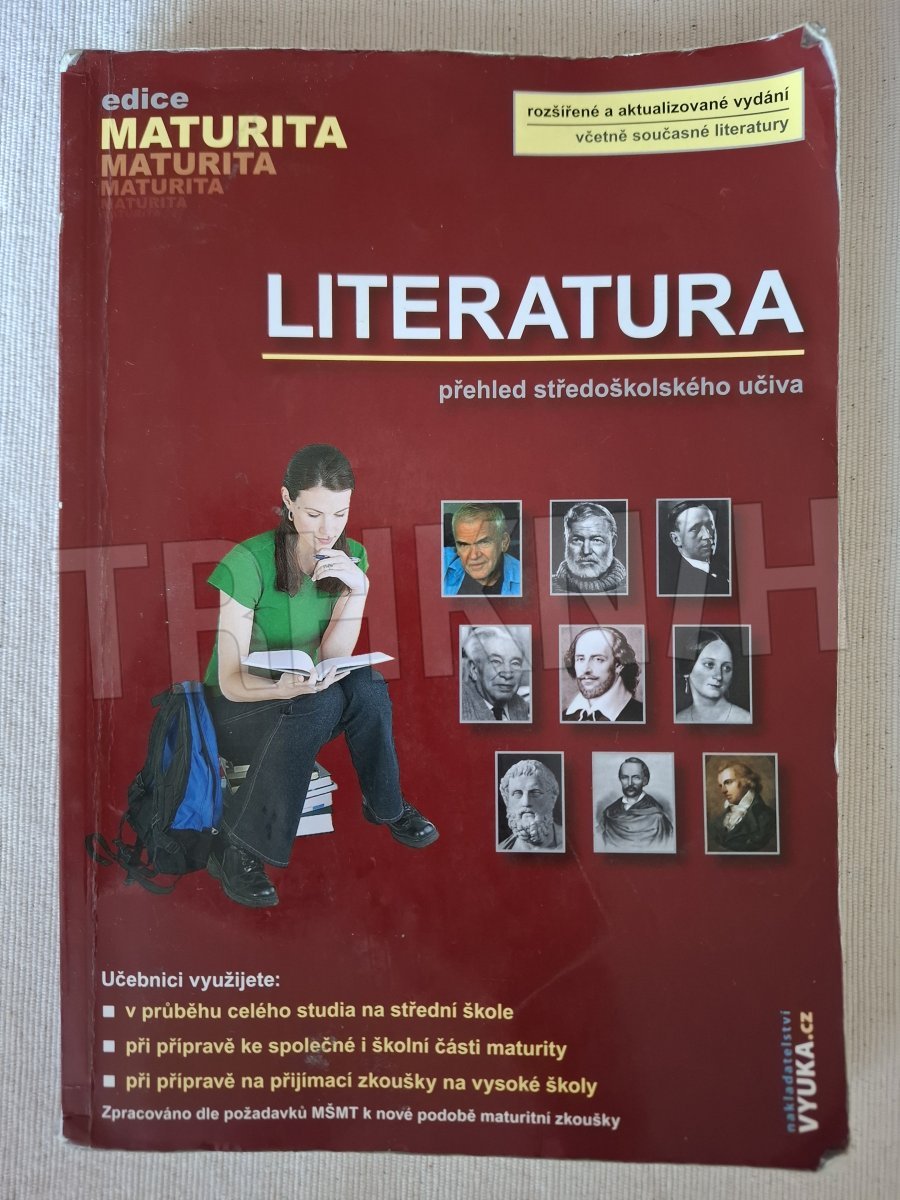 edice
MATURITA
MATURITA
MATURITA
MATURITA
MATURITA
rozšířené a aktualizované vydání
včetně současné literatury
LITERATURA
přehled středoškolského učiva
Učebnici využijete:
v průběhu celého studia na střední škole
při přípravě ke společné i školní části maturity
při přípravě na přijímací zkoušky na vysoké školy
Zpracováno dle požadavků MŠMT k nové podobě maturitní zkoušky
nakladatelství
VYUKA.cz